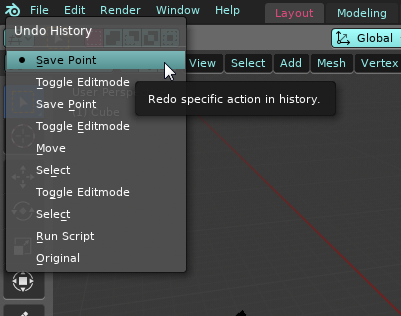 File Edit Render Window Help Layout Modeling
Undo History
Global
Save Point
View Select Add Mesh Vertex
Toggle Editmode
User Persp
Redo specific action in history.
Save Point
Toggle Editmode
Move
Select
Toggle Editmode
Select
Run Script
Original